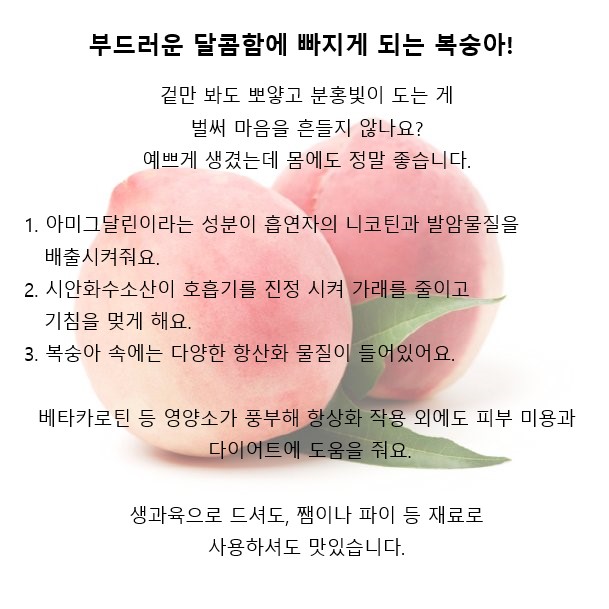 부드러운 달콤함에 빠지게 되는 복숭아!
겉만 봐도 뽀얗고 분홍빛이 도는 게
벌써 마음을 흔들지 않나요?
예쁘게 생겼는데 몸에도 정말 좋습니다.
1. 아미그달린이라는 성분이 흡연자의 니코틴과 발암물질을
배출시켜줘요.
2. 시안화수소산이 호흡기를 진정 시켜 가래를 줄이고
기침을 멎게 해요.
3. 복숭아 속에는 다양한 항산화 물질이 들어있어요.
베타카로틴 등 영양소가 풍부해 항상화 작용 외에도 피부 미용과
다이어트에 도움을 줘요.
생과육으로 드셔도, 쨈이나 파이 등 재료로
사용하셔도 맛있습니다.